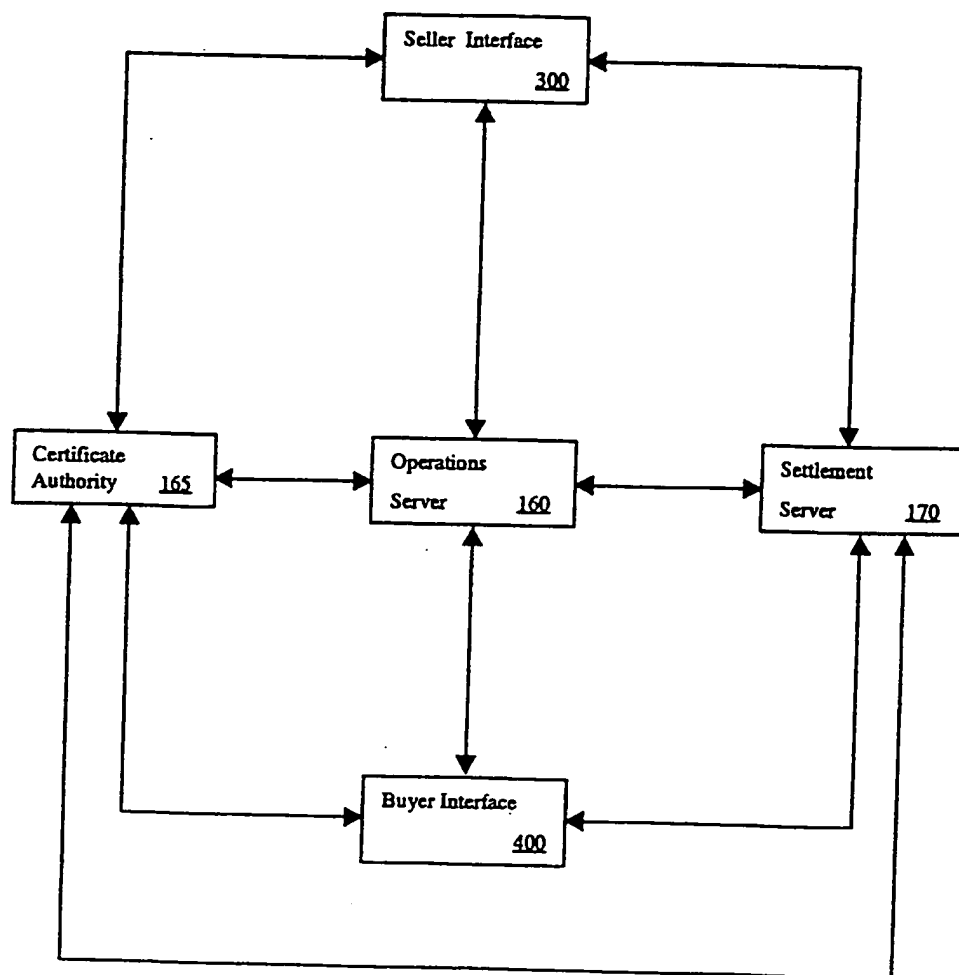 Seller Interface
300
Certificate
Authority 165
Operations
Server 160
Settlement
Server 170
Buyer Interface
400